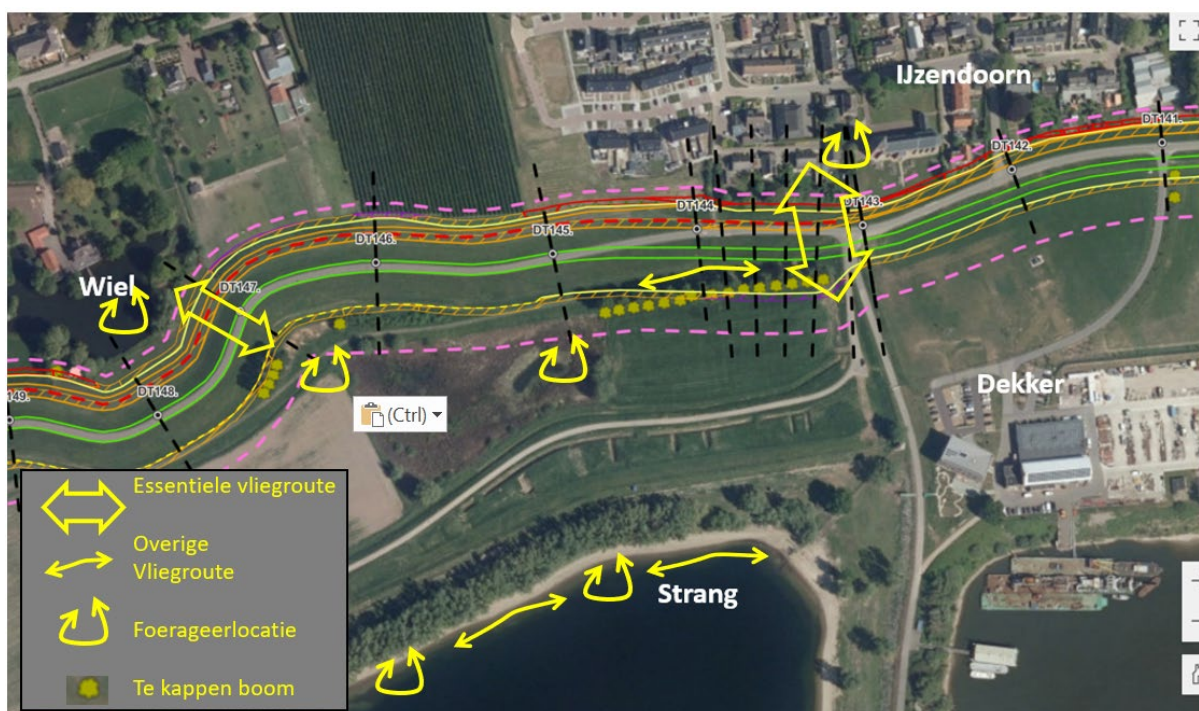 IJzendoorn
DT141.
DT142.
DT143.
DT144.
DT145.
DT146.
Wiel
DT147.
Dekker
DT148.
149.
(Ctrl)
Essentiele vliegroute
Overige
Vliegroute
Strang
Foerageerlocatie
Te kappen boom